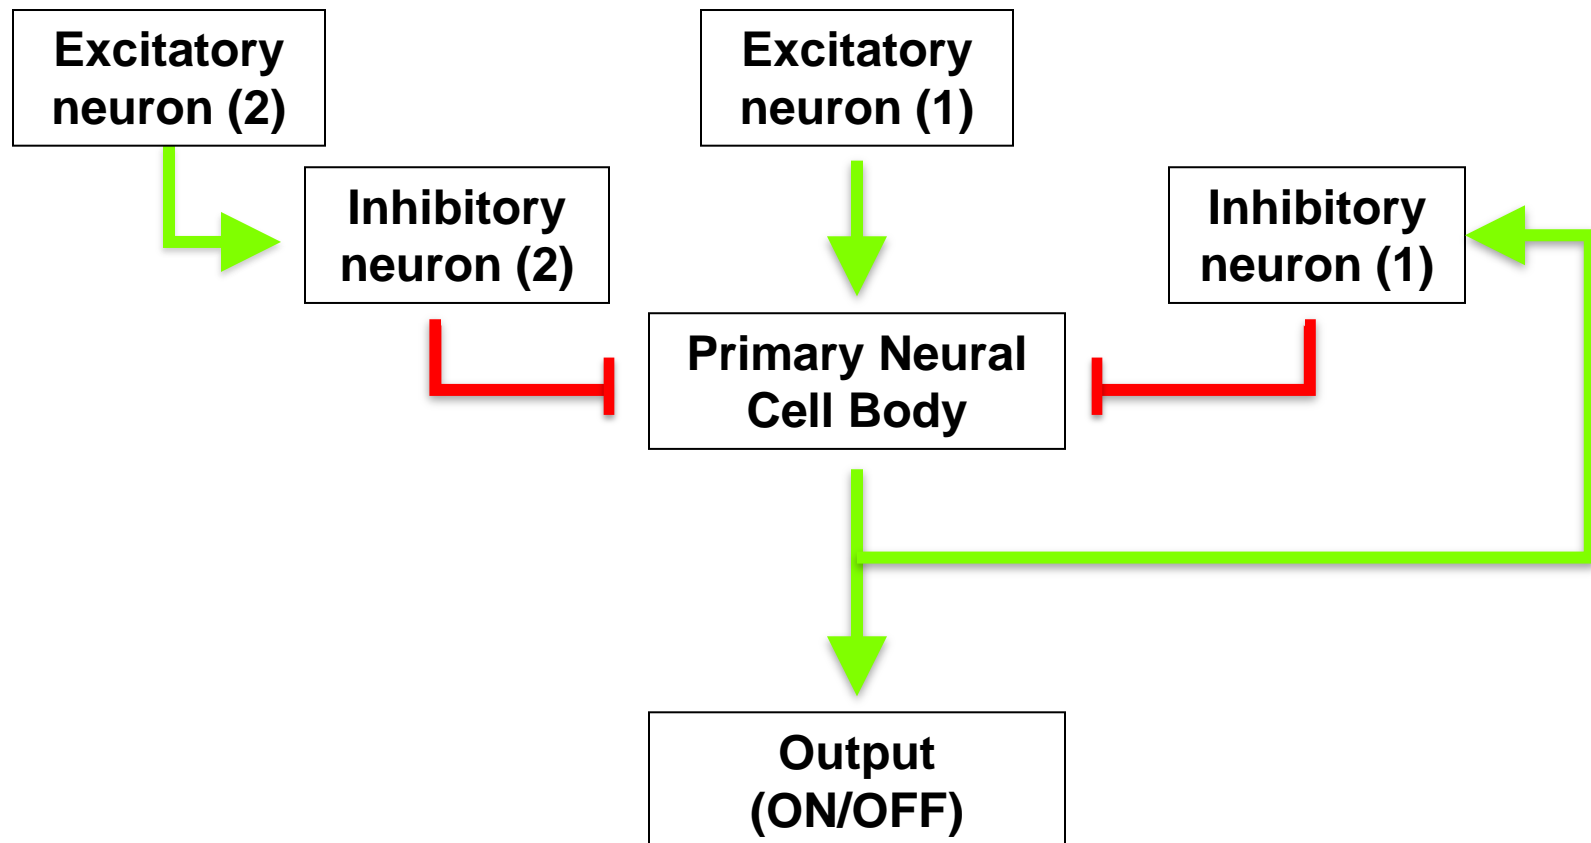 Excitatory
neuron (2)
Excitatory
neuron (1)
Inhibitory
neuron (2)
Inhibitory
neuron (1)
Primary Neural
Cell Body
Output
(ON/OFF)